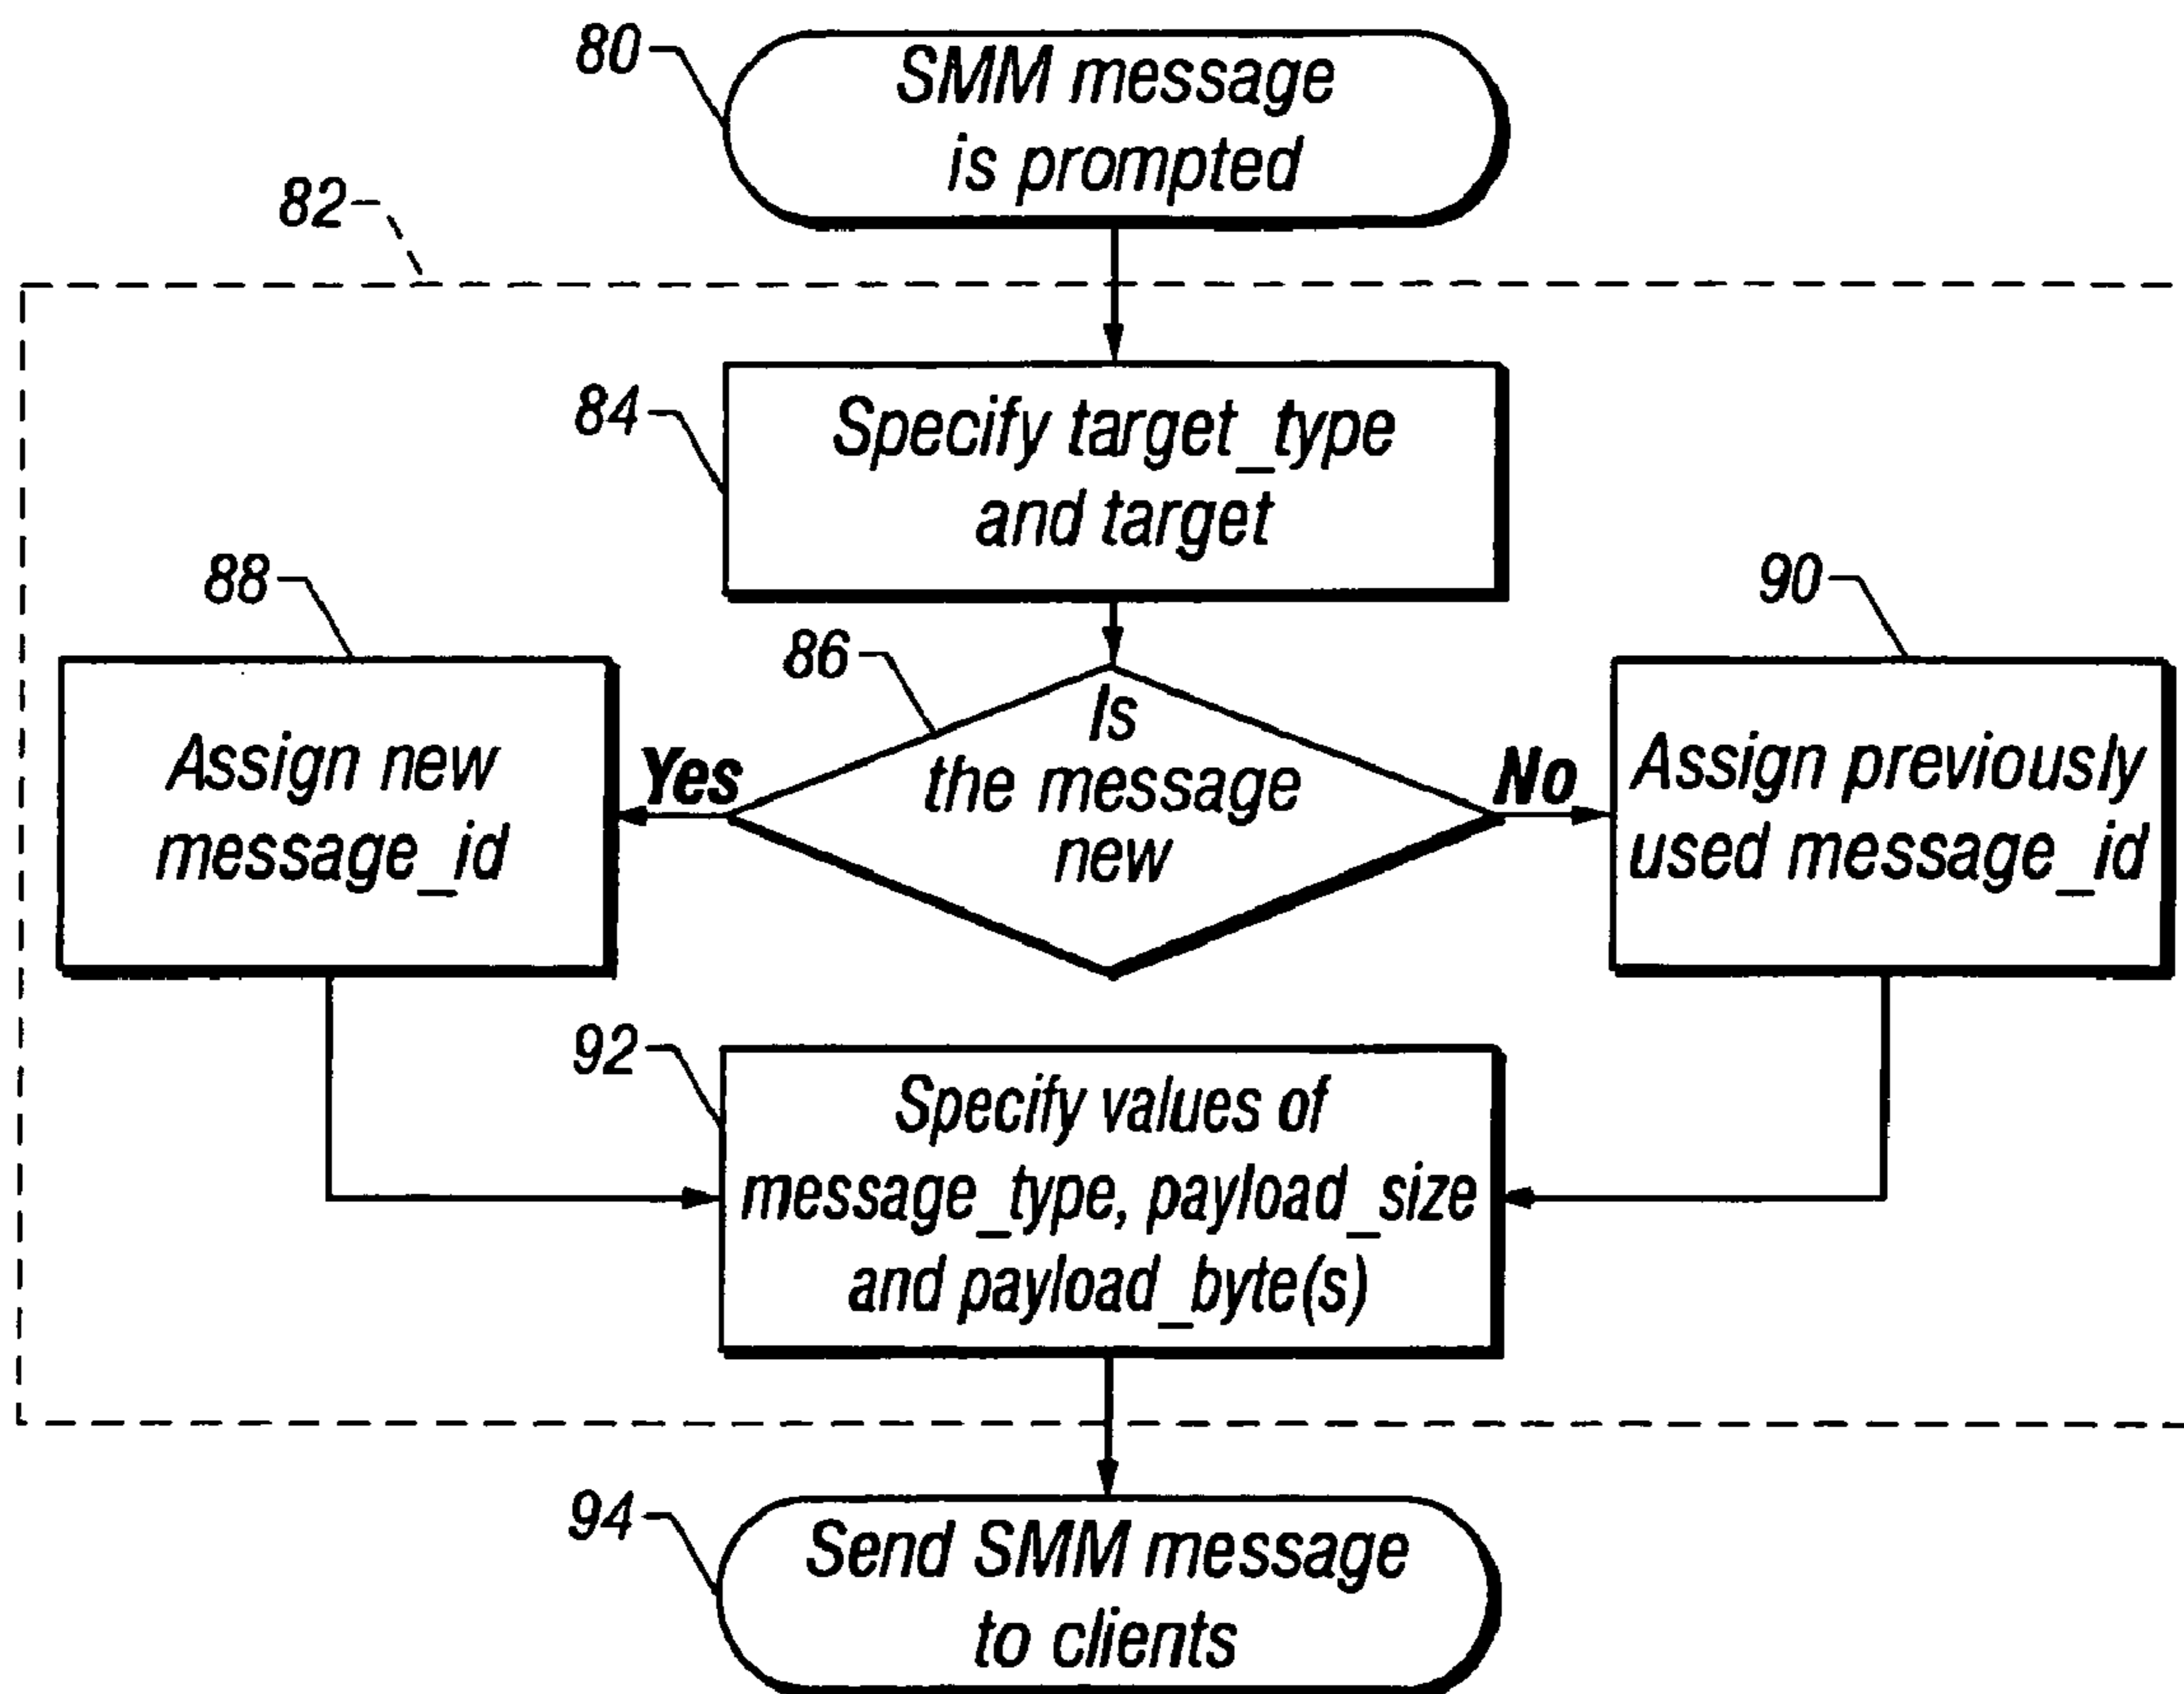 80
SMM message
is prompted
82
84
Specify target_type
and target
88
90
86
Is
the message
new
Yes
No
Assign new
message_id
Assign previously
used message_id
92
Specify values of
message_type, payload_size
and payload_byte(s)
94
Send SMM message
to clients